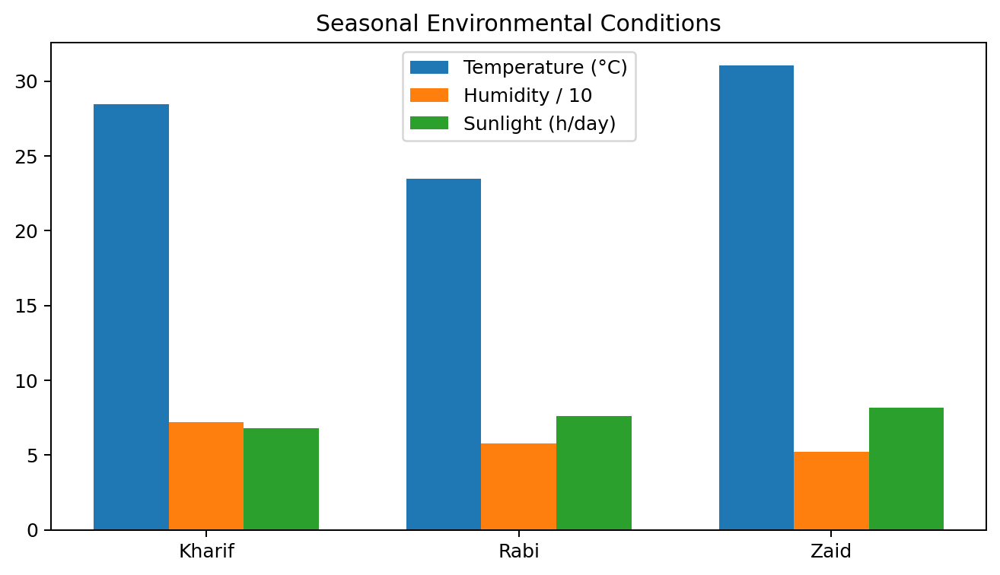 Seasonal Environmental Conditions
Temperature (°C)
Humidity / 10
Sunlight (h/day)
30
25
20
15
10
5
0
Kharif
Rabi
Zaid